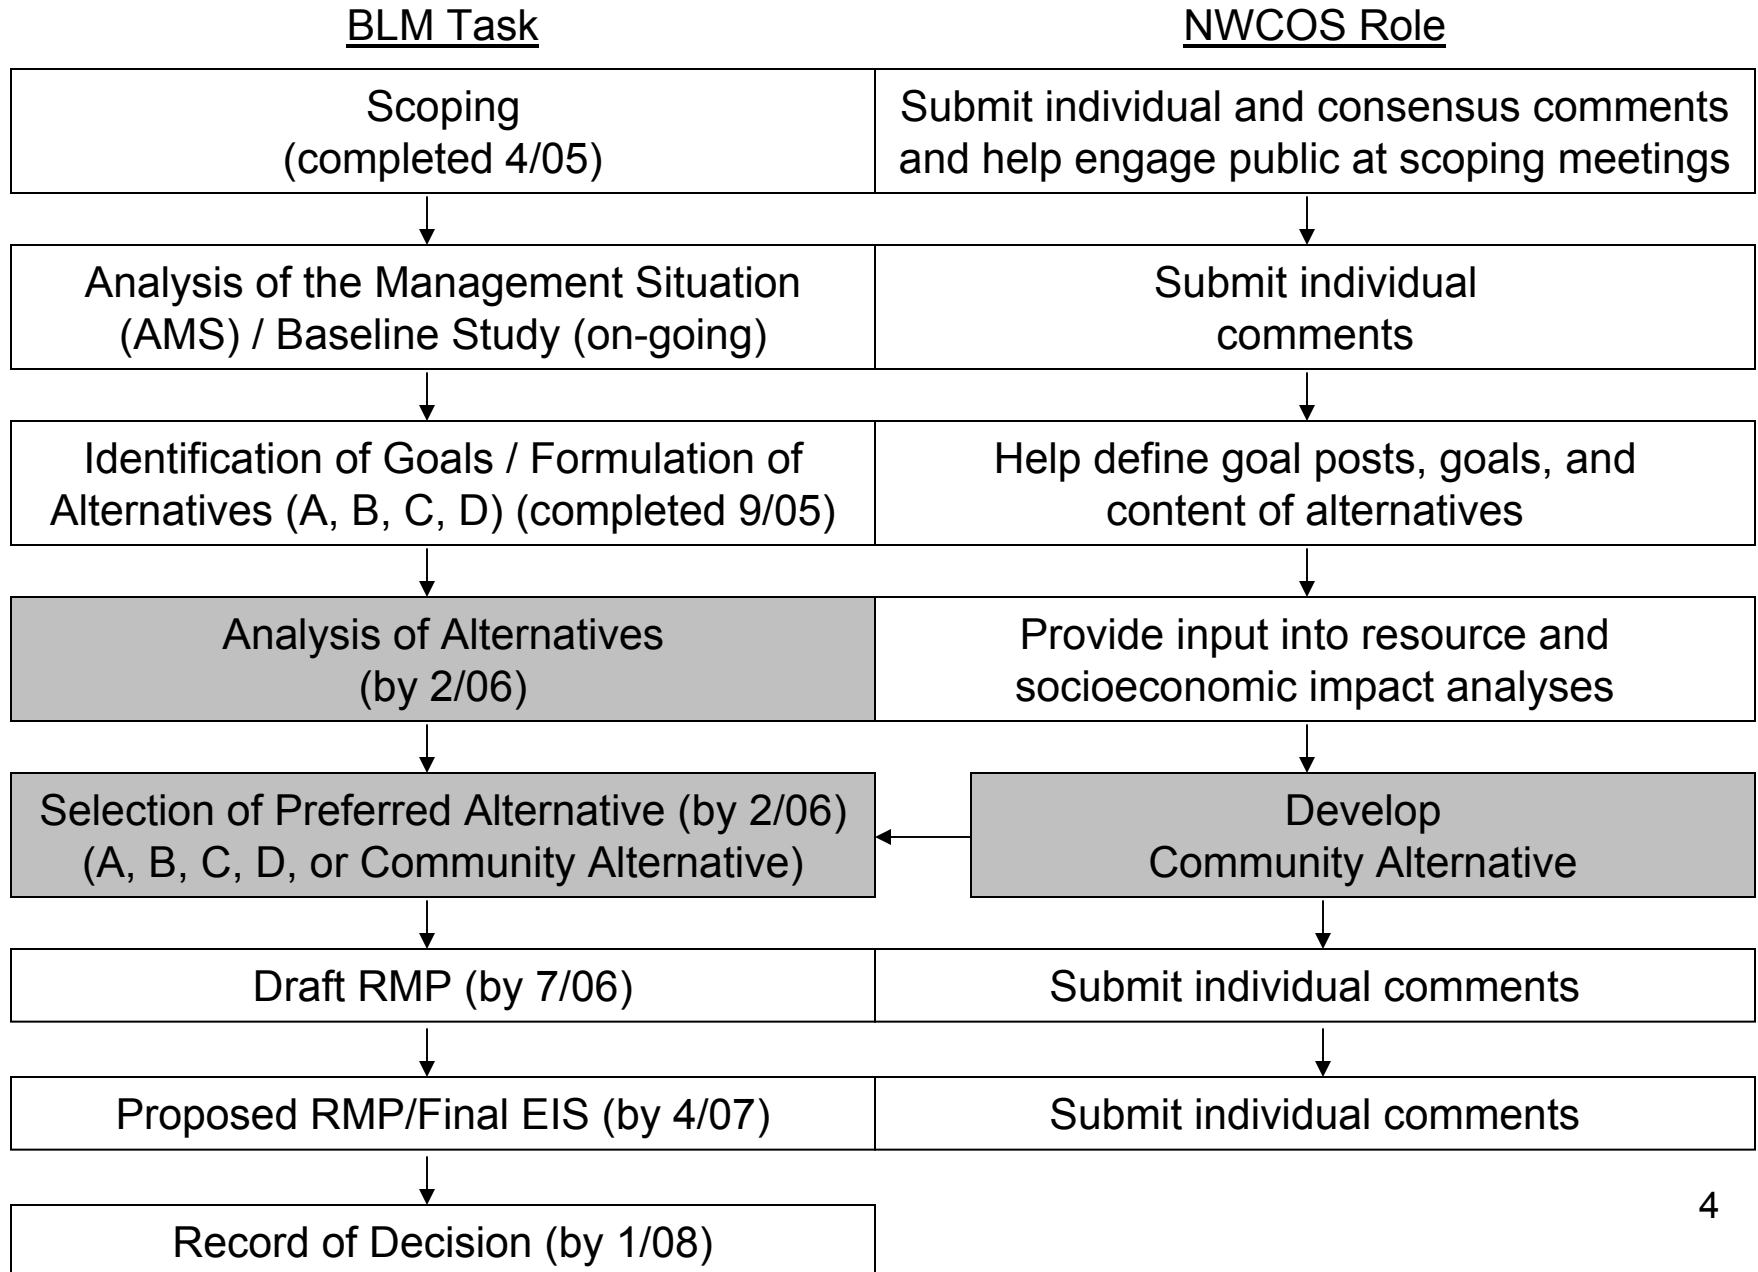 BLM Task
NWCOS Role
Scoping
(completed 4/05)
Submit individual and consensus comments
and help engage public at scoping meetings
Analysis of the Management Situation
(AMS) / Baseline Study (on-going)
Submit individual
comments
Identification of Goals / Formulation of
Alternatives (A, B, C, D) (completed 9/05)
Help define goal posts, goals, and
content of alternatives
Analysis of Alternatives
(by 2/06)
Provide input into resource and
socioeconomic impact analyses
Selection of Preferred Alternative (by 2/06)
(A, B, C, D, or Community Alternative)
Develop
Community Alternative
Draft RMP (by 7/06)
Submit individual comments
Proposed RMP/Final EIS (by 4/07)
Submit individual comments
Record of Decision (by 1/08)
4